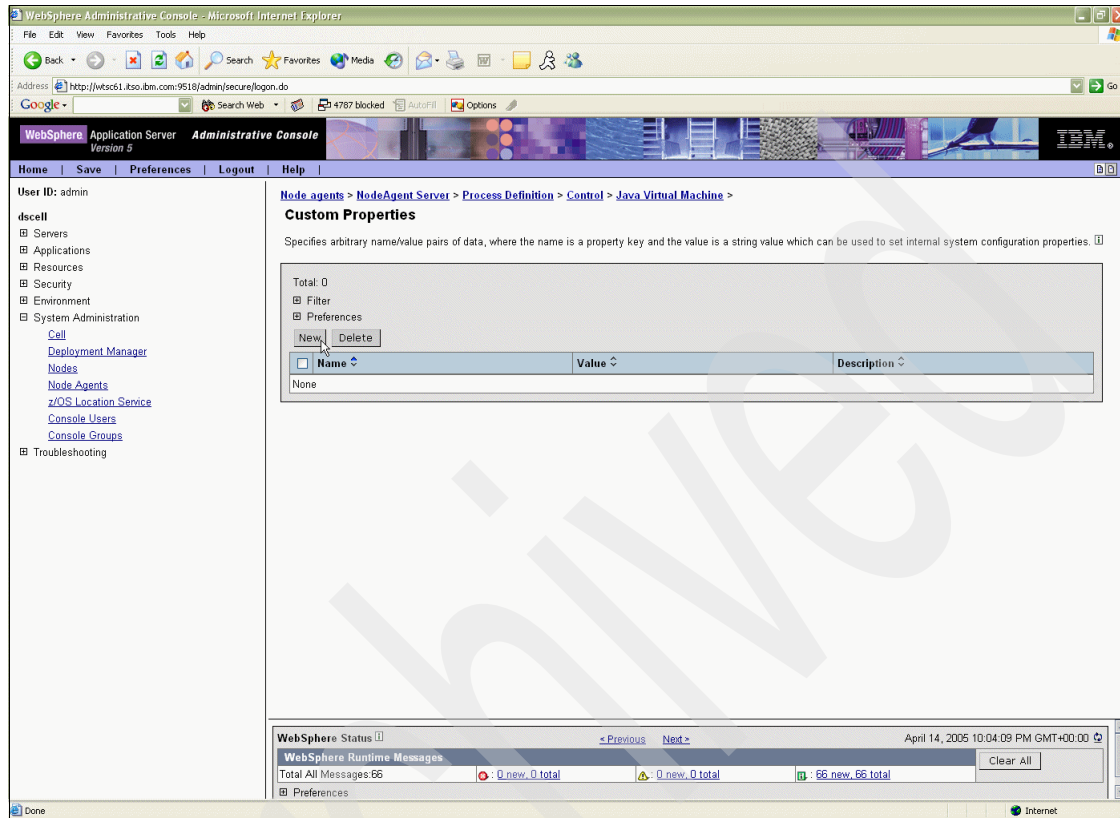 WebSphere Administrative Console - Microsoft Internet Explorer
File Edit View Favorites Tools Help
Back Search Favorites Media
Address http://wtsc61.itso.ibm.com:9518/admin/secure/logon.do Go
Google Search Web 4787 blocked AutoFill Options
WebSphere Application Server Administrative Console
Version 5
IBM
Home | Save | Preferences | Logout | Help |
User ID: admin
dscell
Servers
Applications
Resources
Security
Environment
System Administration
Cell
Deployment Manager
Nodes
Node Agents
z/OS Location Service
Console Users
Console Groups
Troubleshooting
Node agents > NodeAgent Server > Process Definition > Control > Java Virtual Machine >
Custom Properties
Specifies arbitrary name/value pairs of data, where the name is a property key and the value is a string value which can be used to set internal system configuration properties.
Total: 0
Filter
Preferences
New Delete
Name Value Description
None
WebSphere Status < Previous Next > April 14, 2005 10:04:09 PM GMT+00:00
WebSphere Runtime Messages Clear All
Total All Messages:66 : 0 new, 0 total : 0 new, 0 total : 66 new, 66 total
Preferences
Done Internet